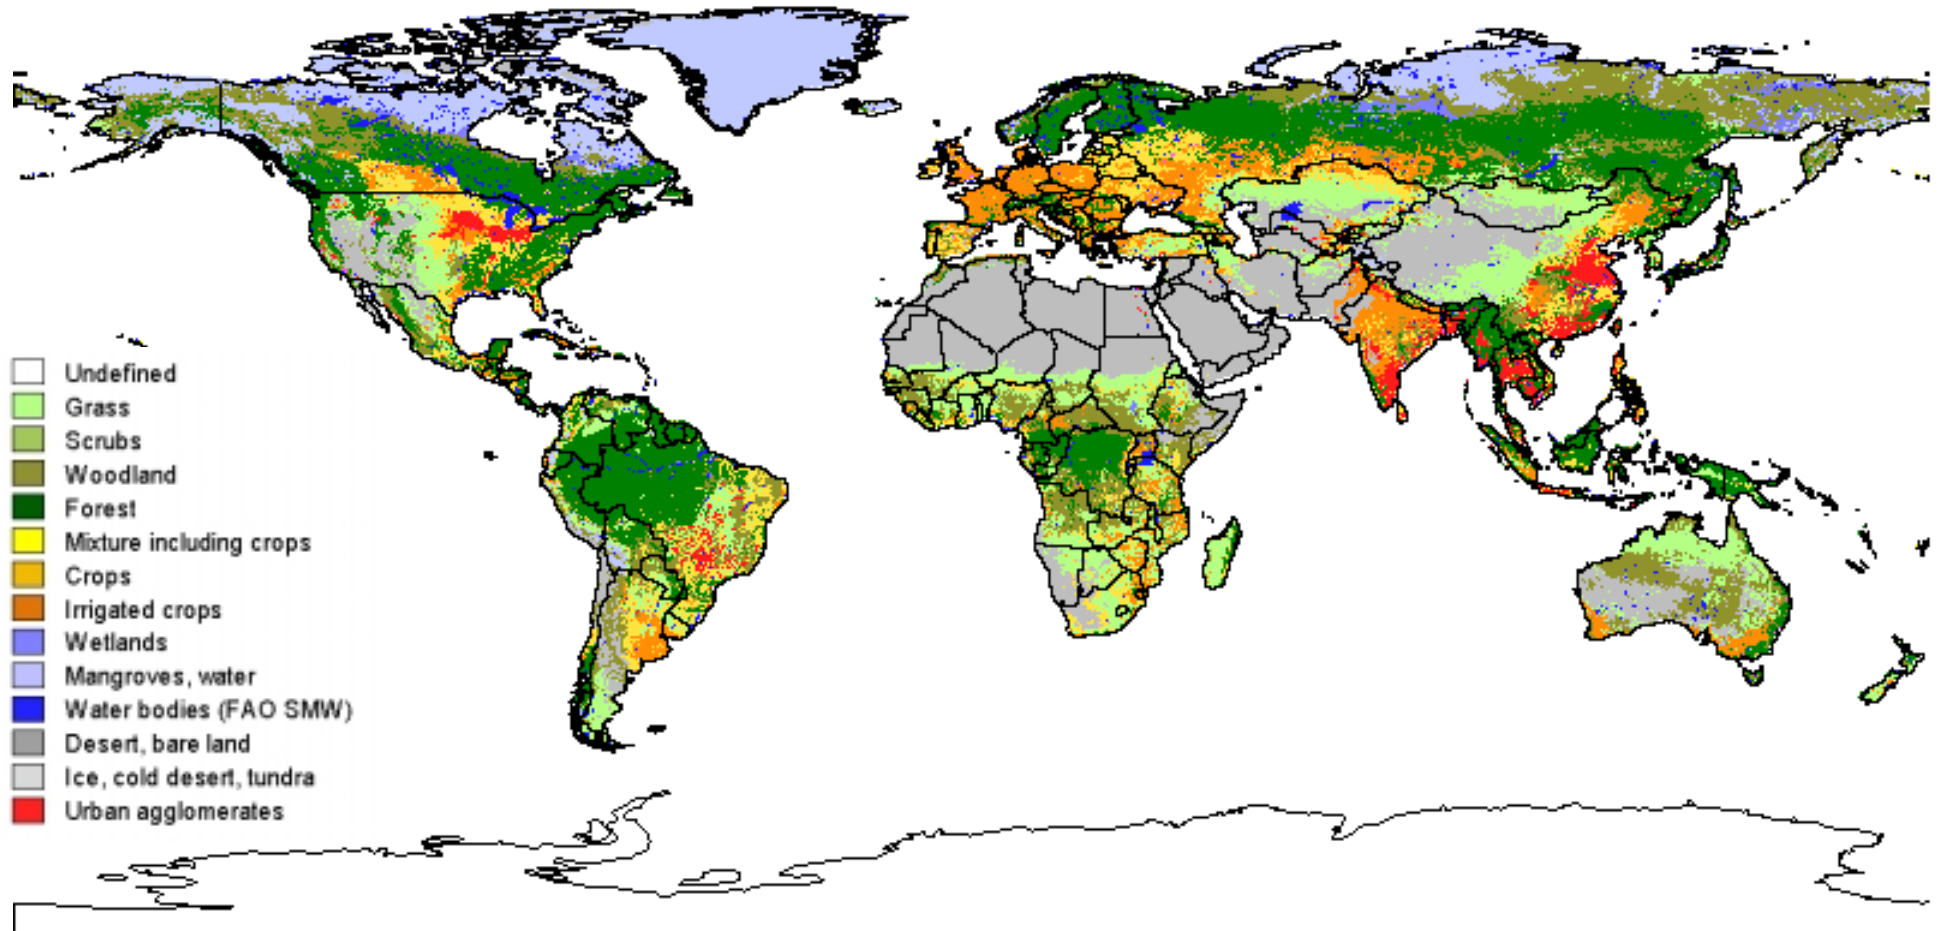 Undefined
Grass
Scrubs
Woodland
Forest
Mixture including crops
Crops
Irrigated crops
Wetlands
Mangroves, water
Water bodies (FAO SMW)
Desert, bare land
Ice, cold desert, tundra
Urban agglomerates